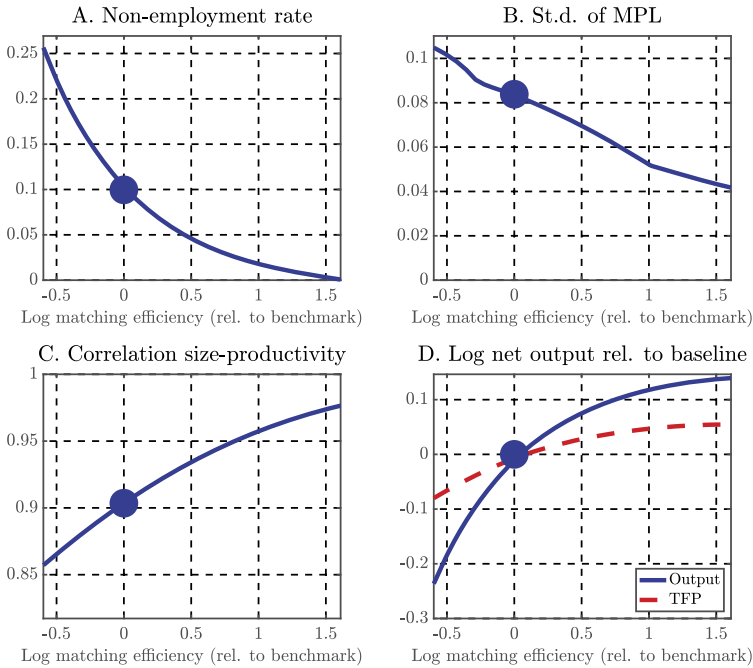 A. Non-employment rate
0.25
0.2
0.15
0.1
0.05
0
-0.5 0 0.5 1 1.5
Log matching efficiency (rel. to benchmark)
B. St.d. of MPL
0.1
0.08
0.06
0.04
0.02
0
-0.5 0 0.5 1 1.5
Log matching efficiency (rel. to benchmark)
C. Correlation size-productivity
1
0.95
0.9
0.85
-0.5 0 0.5 1 1.5
Log matching efficiency (rel. to benchmark)
D. Log net output rel. to baseline
0.1
0
-0.1
-0.2
-0.3
Output
TFP
-0.5 0 0.5 1 1.5
Log matching efficiency (rel. to benchmark)